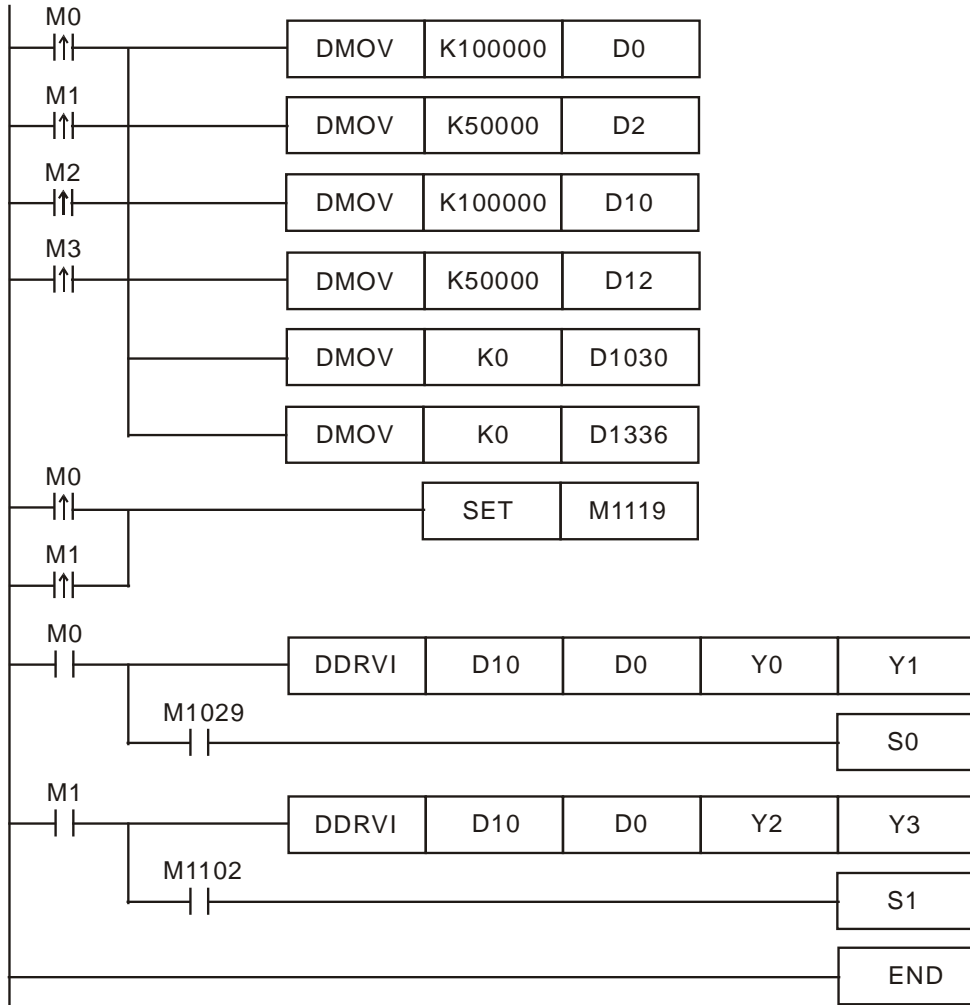 M0
DMOV K100000 D0
M1
DMOV K50000 D2
M2
DMOV K100000 D10
M3
DMOV K50000 D12
DMOV K0 D1030
DMOV K0 D1336
M0
SET M1119
M1
M0
DDRVI D10 D0 Y0 Y1
M1029
S0
M1
DDRVI D10 D0 Y2 Y3
M1102
S1
END